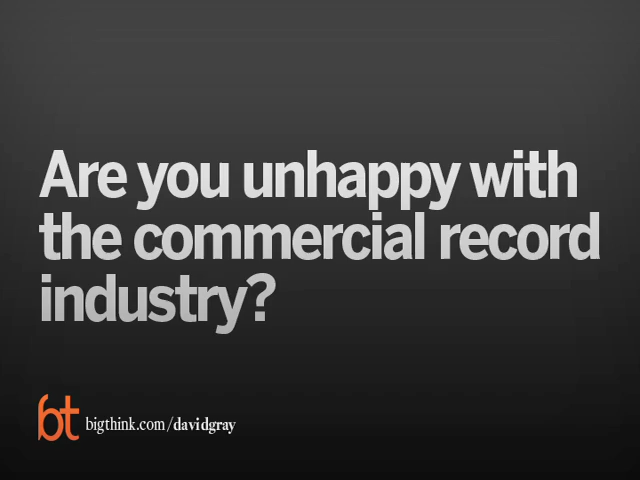 Are you unhappy with
the commercial record
industry?
bt bigthink.com/davidgray